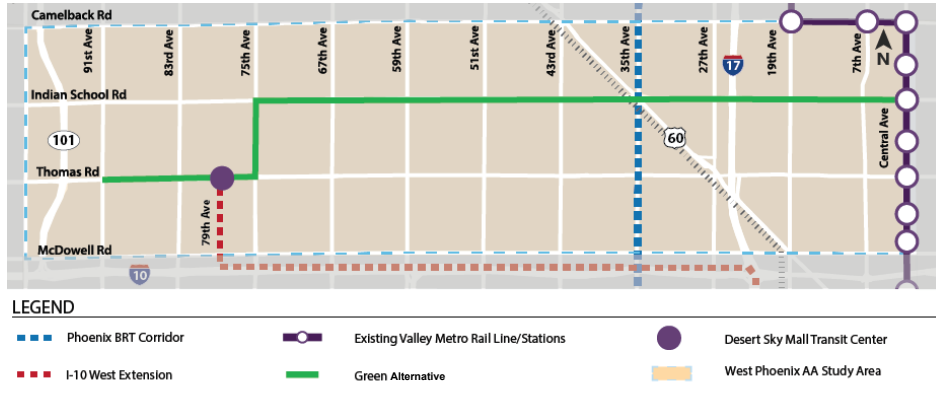 Camelback Rd
91st Ave
83rd Ave
75th Ave
67th Ave
59th Ave
51st Ave
43rd Ave
35th Ave
27th Ave
17
19th Ave
7th Ave
N
Indian School Rd
101
60
Central Ave
Thomas Rd
79th Ave
McDowell Rd
10
LEGEND
Phoenix BRT Corridor
Existing Valley Metro Rail Line/Stations
Desert Sky Mall Transit Center
I-10 West Extension
Green Alternative
West Phoenix AA Study Area